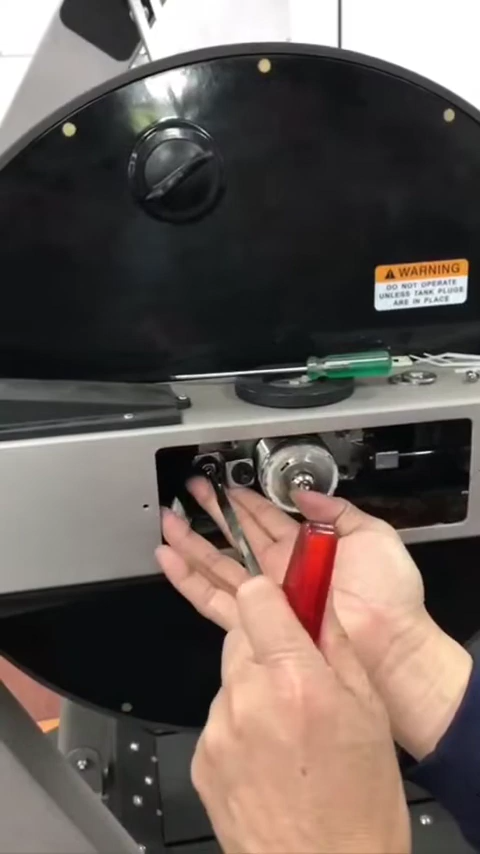 WARNING
DO NOT OPERATE
UNLESS TANK PLUGS
ARE IN PLACE